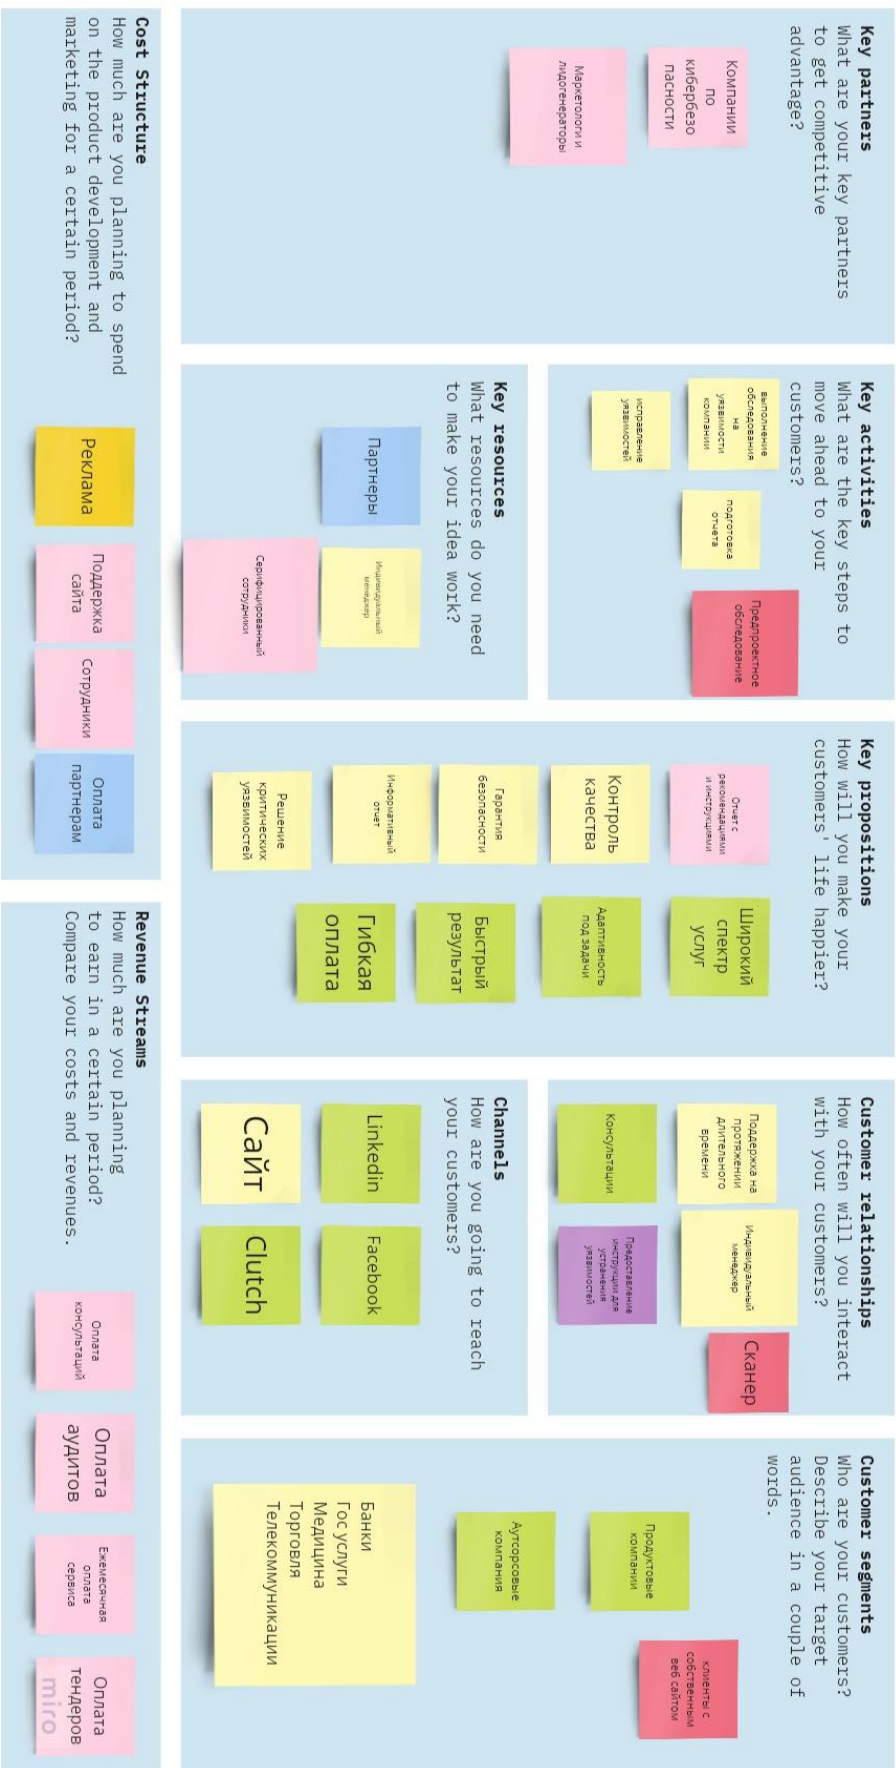 Key partners
What are your key partners
to get competitive
advantage?
Компании
по
кибербезо
пасности
Маркетологи и
лидогенераторы
Key activities
What are the key steps to
move ahead to your
customers?
выполнение
обследования
на
уязвимости
компании
исправление
уязвимостей
подготовка
отчета
Предпроектное
обследование
Key resources
What resources do you need
to make your idea work?
Партнеры
Индивидуальный
менеджер
Серифицированный
сотрудники
Key propositions
How will you make your
customers' life happier?
Отчет с
рекомендациями
и инструкциями
Контроль
качества
Гарантия
безопасности
Информативный
отчет
Решение
критических
уязвимостей
Широкий
спектр
услуг
Адаптивность
под задачи
Быстрый
результат
Гибкая
оплата
Customer relationships
How often will you interact
with your customers?
Поддержка на
протяжении
длительного
времени
Индивидуальный
менеджер
Сканер
Консультации
Предоставление
инструкции для
устранения
уязвимостей
Channels
How are you going to reach
your customers?
Linkedin
Facebook
Сайт
Clutch
Customer segments
Who are your customers?
Describe your target
audience in a couple of
words.
Продуктовые
компании
клиенты с
собственным
веб сайтом
Аутсорсовые
компания
Банки
Гос услуги
Медицина
Торговля
Телекоммуникации
Cost Structure
How much are you planning to spend
on the product development and
marketing for a certain period?
Реклама
Поддержка
сайта
Сотрудники
Оплата
партнерам
Revenue Streams
How much are you planning
to earn in a certain period?
Compare your costs and revenues.
Оплата
консультаций
Оплата
аудитов
Ежемесячная
оплата
сервиса
Оплата
тендеров
miro